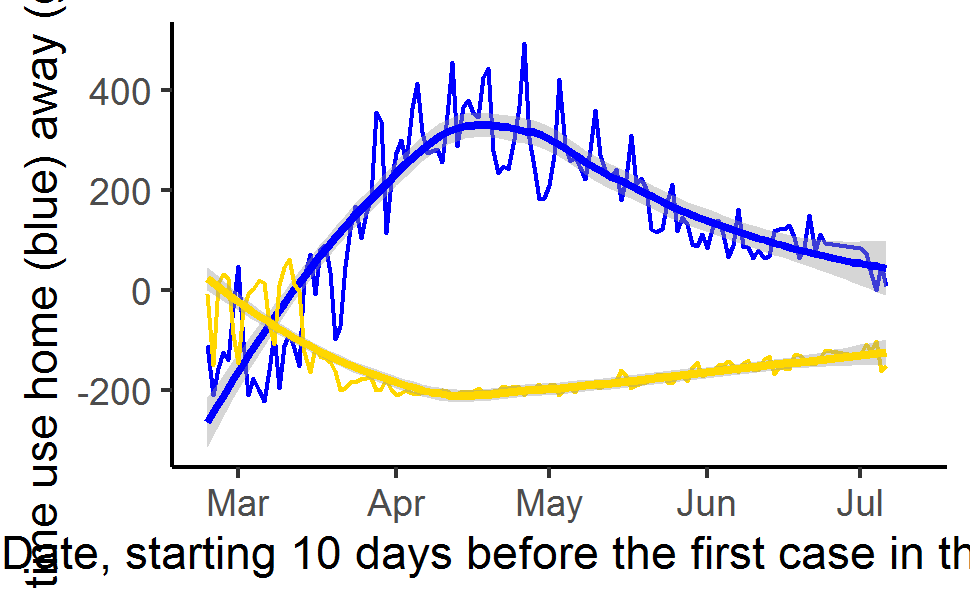 time use home (blue) away (
400
200
0
-200
Mar Apr May Jun Jul
Date, starting 10 days before the first case in th